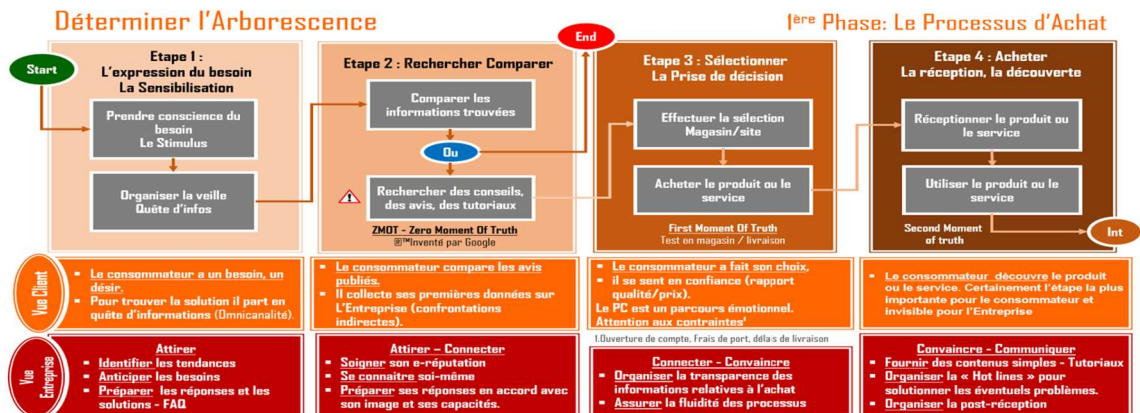 Déterminer l'Arborescence
1ère Phase: Le Processus d'Achat
Start
End
Etape 1 :
L'expression du besoin
La Sensibilisation
Prendre conscience du
besoin
Le Stimulus
Organiser la veille
Quête d'infos
Etape 2 : Rechercher Comparer
Comparer les
informations trouvées
Ou
Rechercher des conseils,
des avis, des tutoriaux
ZMOT - Zero Moment Of Truth
®™Inventé par Google
Etape 3 : Sélectionner
La Prise de décision
Effectuer la sélection
Magasin/site
Acheter le produit ou le
service
First Moment Of Truth
Test en magasin / livraison
Etape 4 : Acheter
La réception, la découverte
Réceptionner le produit ou
le service
Utiliser le produit ou le
service
Second Moment
of truth
Int
Vue Client
▪ Le consommateur a un besoin, un
désir.
▪ Pour trouver la solution il part en
quête d'informations (Omnicanalité).
▪ Le consommateur compare les avis
publiés.
▪ Il collecte ses premières données sur
L'Entreprise (confrontations
indirectes).
▪ Le consommateur a fait son choix,
▪ il se sent en confiance (rapport
qualité/prix).
Le PC est un parcours émotionnel.
Attention aux contraintes¹
▪ Le consommateur découvre le produit
ou le service. Certainement l'étape la plus
importante pour le consommateur et
invisible pour l'Entreprise
1.Ouverture de compte, Frais de port, délais de livraison
Vue
Entreprise
Attirer
▪ Identifier les tendances
▪ Anticiper les besoins
▪ Préparer les réponses et les
solutions - FAQ
Attirer – Connecter
▪ Soigner son e-réputation
▪ Se connaitre soi-même
▪ Préparer ses réponses en accord avec
son image et ses capacités.
Connecter - Convaincre
▪ Organiser la transparence des
informations relatives à l'achat
▪ Assurer la fluidité des processus
Convaincre - Communiquer
▪ Fournir des contenus simples - Tutoriaux
▪ Organiser la « Hot lines » pour
solutionner les éventuels problèmes.
▪ Organiser la post-réception